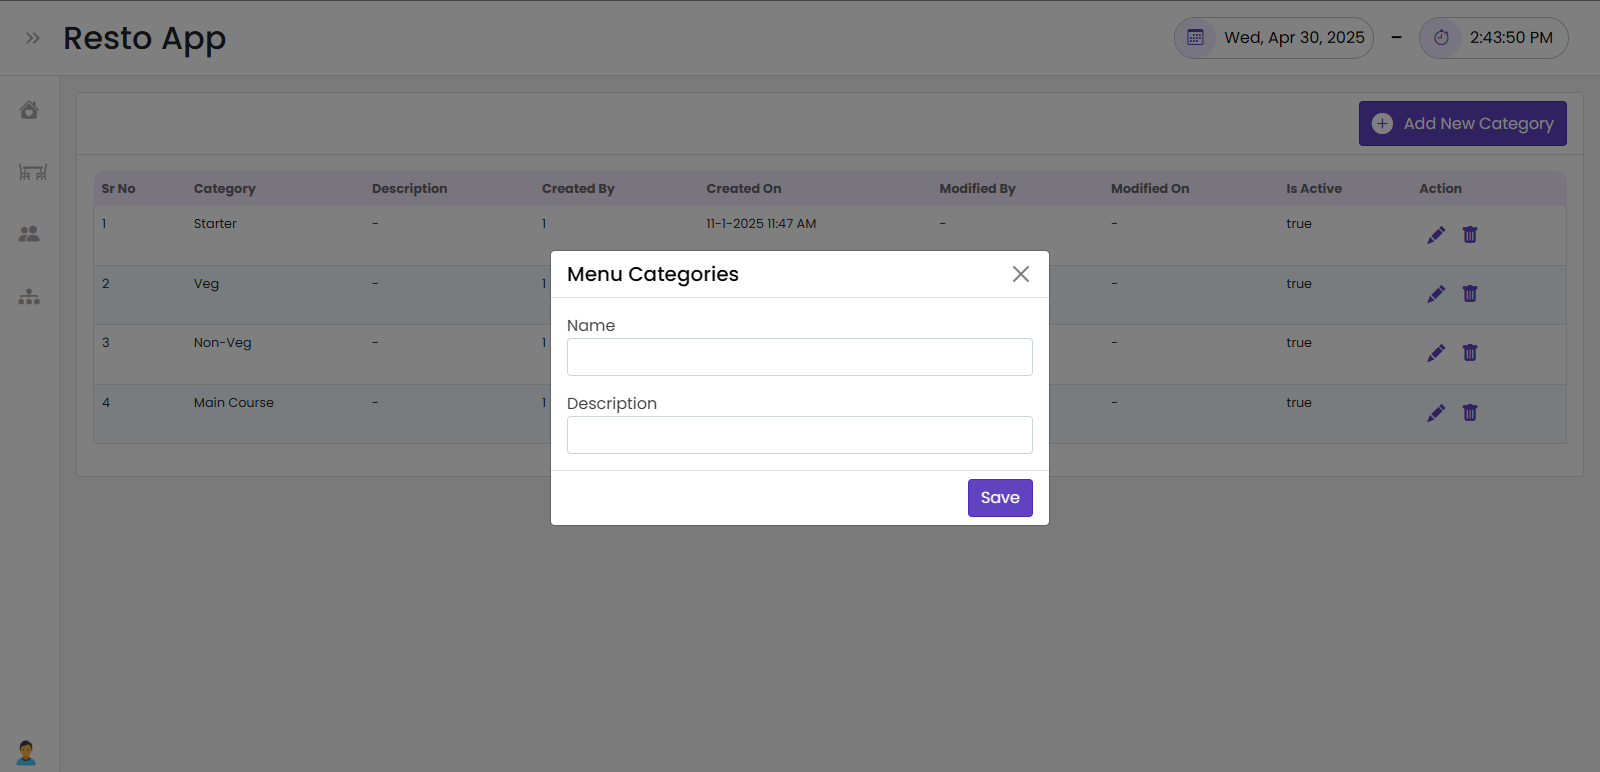 Resto App
Wed, Apr 30, 2025 – 2:43:50 PM
Add New Category
Sr No Category Description Created By Created On Modified By Modified On Is Active Action
1 Starter - 1 11-1-2025 11:47 AM - - true
2 Veg - 1 - true
3 Non-Veg - 1 - true
4 Main Course - 1 - true
Menu Categories
Name
Description
Save